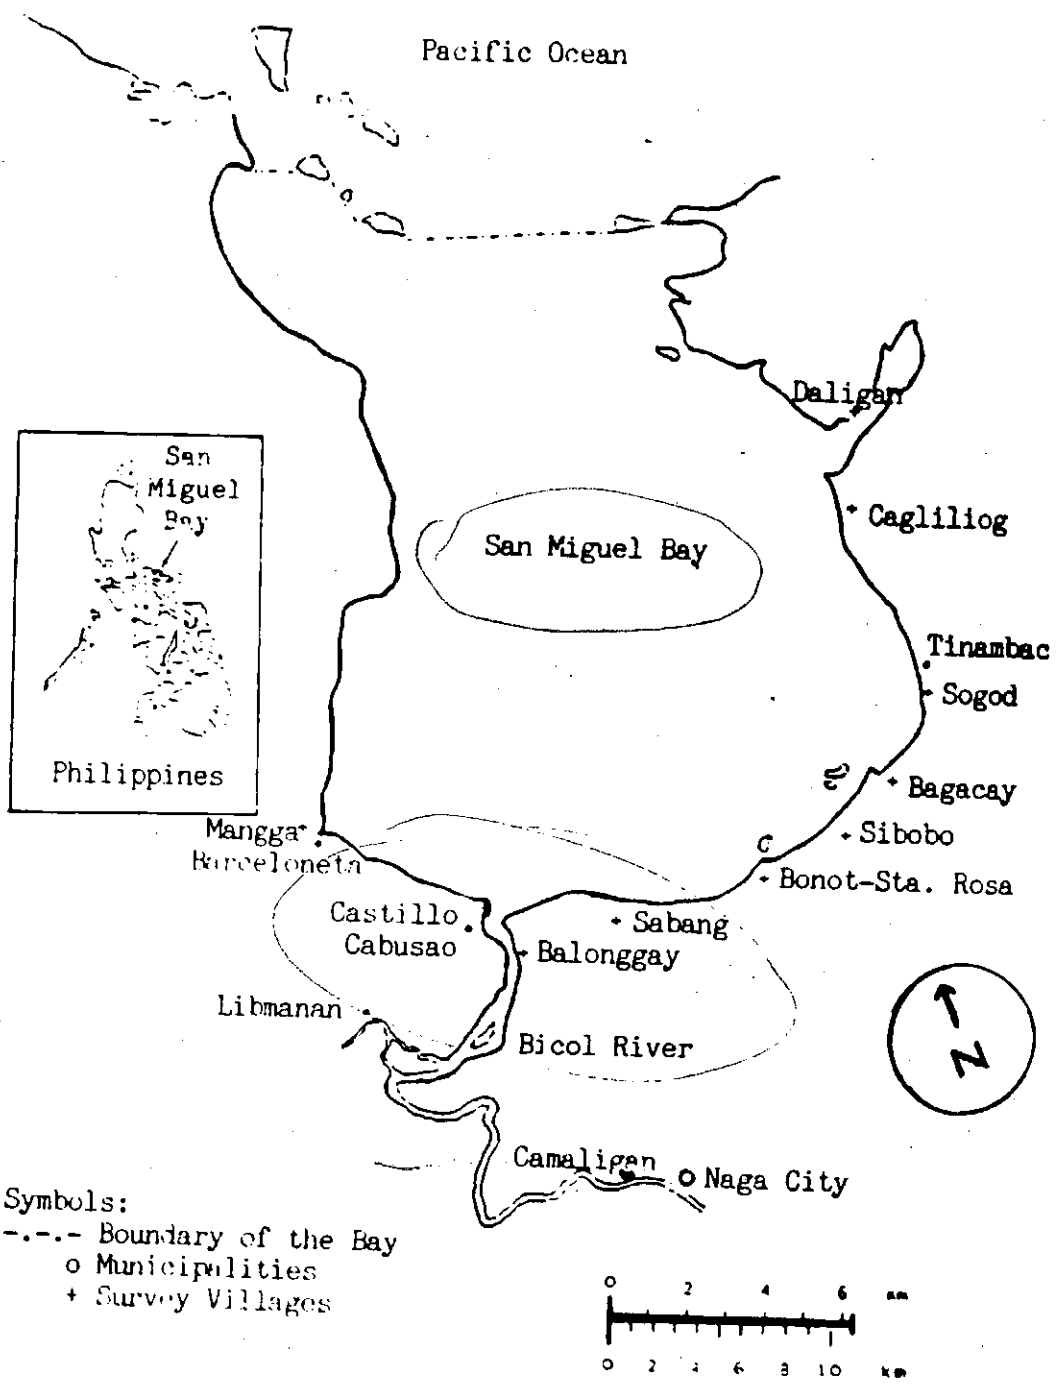 Pacific Ocean
Daligan
San
Miguel
Bay
Cagliliog
San Miguel Bay
Tinambac
Sogod
Philippines
Bagacay
Mangga
Sibobo
Barceloneta
C
Bonot-Sta. Rosa
Castillo
Sabang
Cabusao
Balonggay
Libmanan
Bicol River
N
Camaligan
Naga City
Symbols:
-.-.- Boundary of the Bay
o Municipalities
+ Survey Villages
0 2 4 6 nm
0 2 4 6 8 10 km